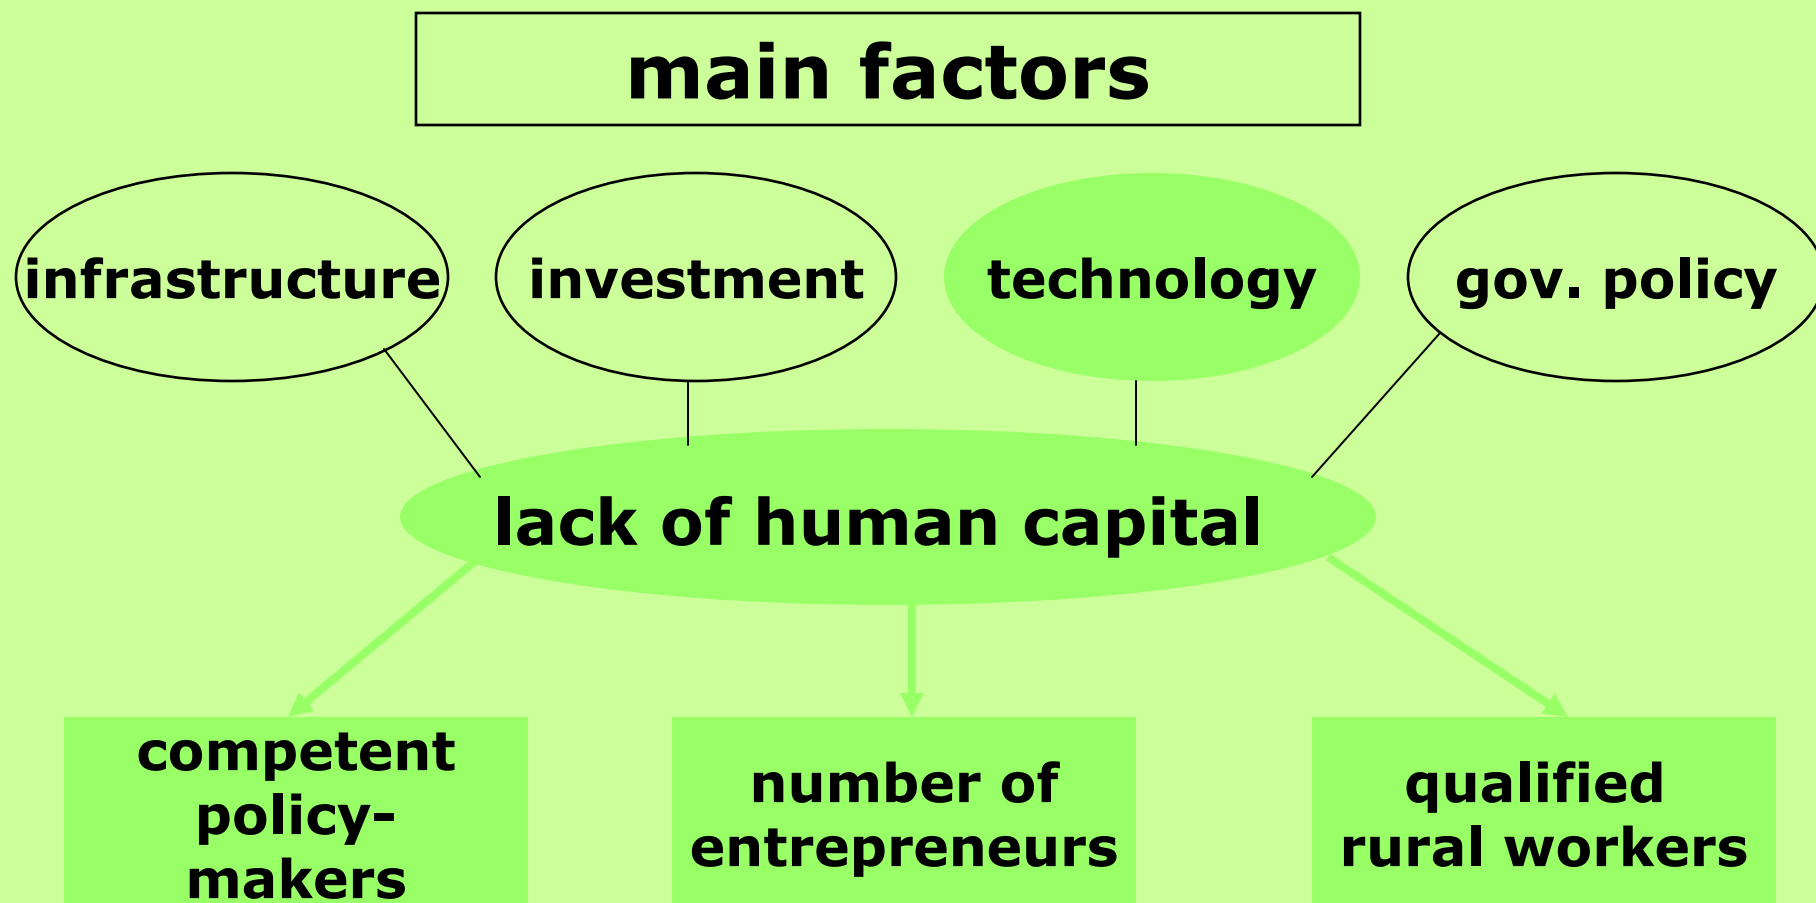 main factors
infrastructure
investment
technology
gov. policy
lack of human capital
competent
policy-
makers
number of
entrepreneurs
qualified
rural workers